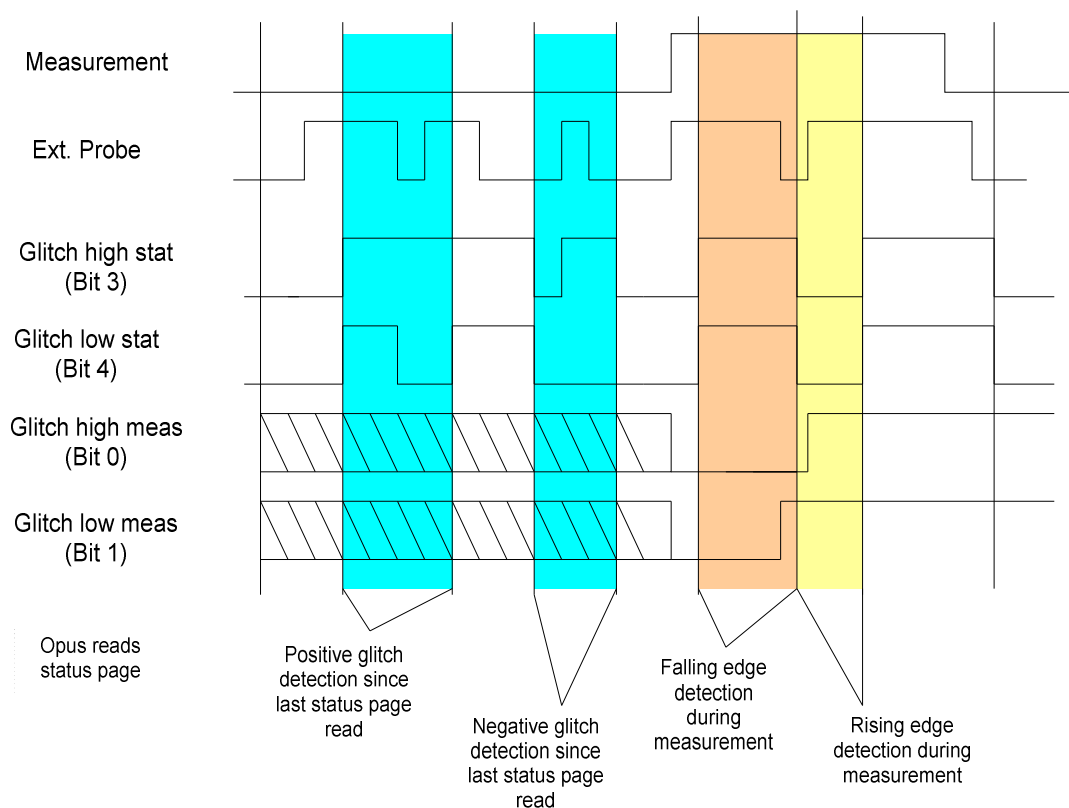 Measurement
Ext. Probe
Glitch high stat
(Bit 3)
Glitch low stat
(Bit 4)
Glitch high meas
(Bit 0)
Glitch low meas
(Bit 1)
Opus reads
status page
Positive glitch
detection since
last status page
read
Negative glitch
detection since
last status page
read
Falling edge
detection
during
measurement
Rising edge
detection during
measurement